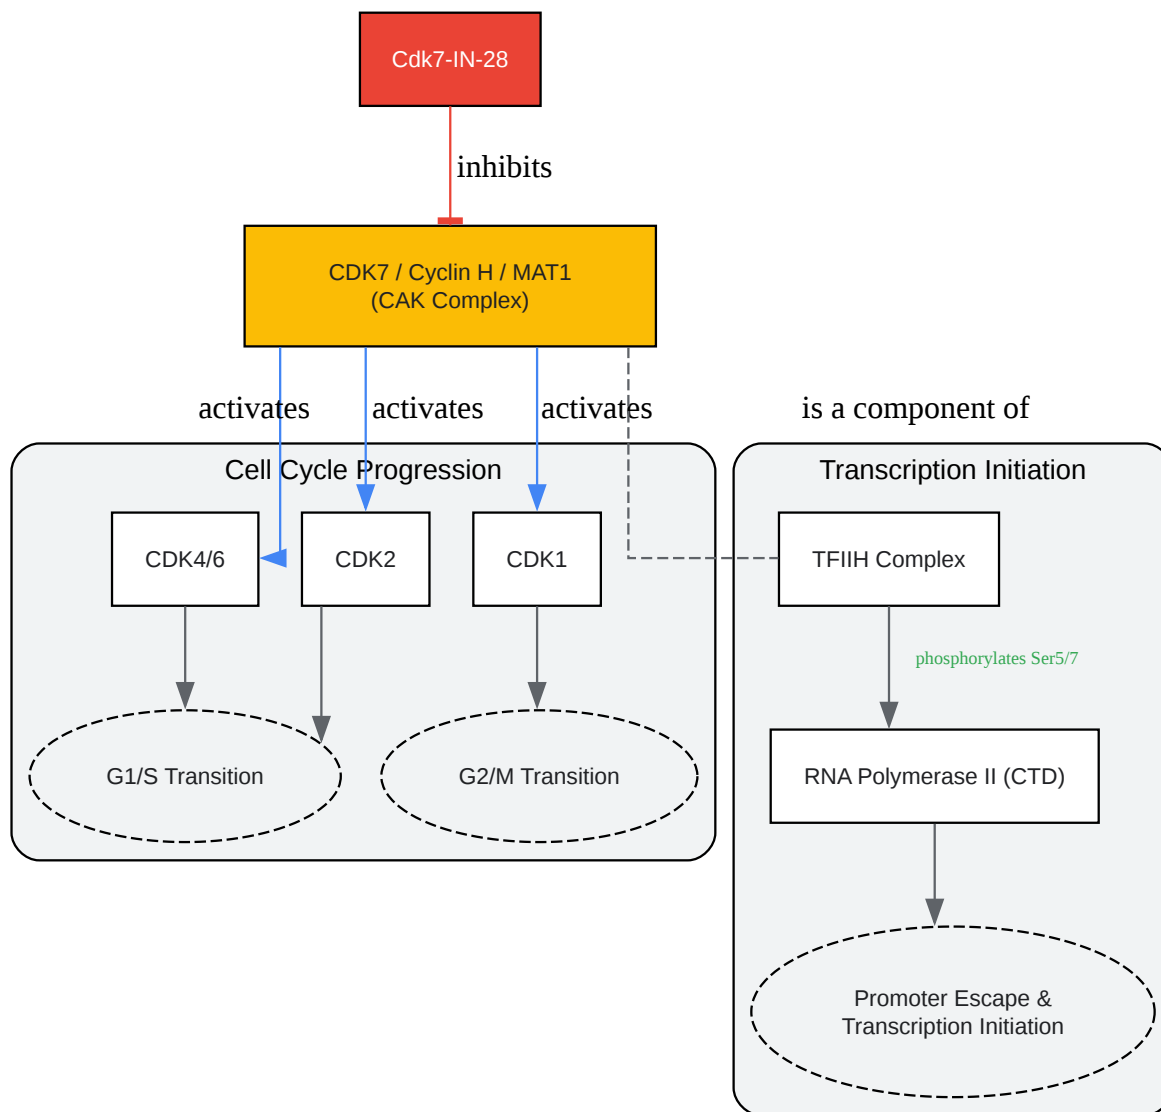 Cdk7-IN-28
inhibits
CDK7 / Cyclin H / MAT1
(CAK Complex)
activates
activates
activates
is a component of
Cell Cycle Progression
Transcription Initiation
CDK4/6
CDK2
CDK1
TFIIH Complex
phosphorylates Ser5/7
G1/S Transition
G2/M Transition
RNA Polymerase II (CTD)
Promoter Escape &
Transcription Initiation